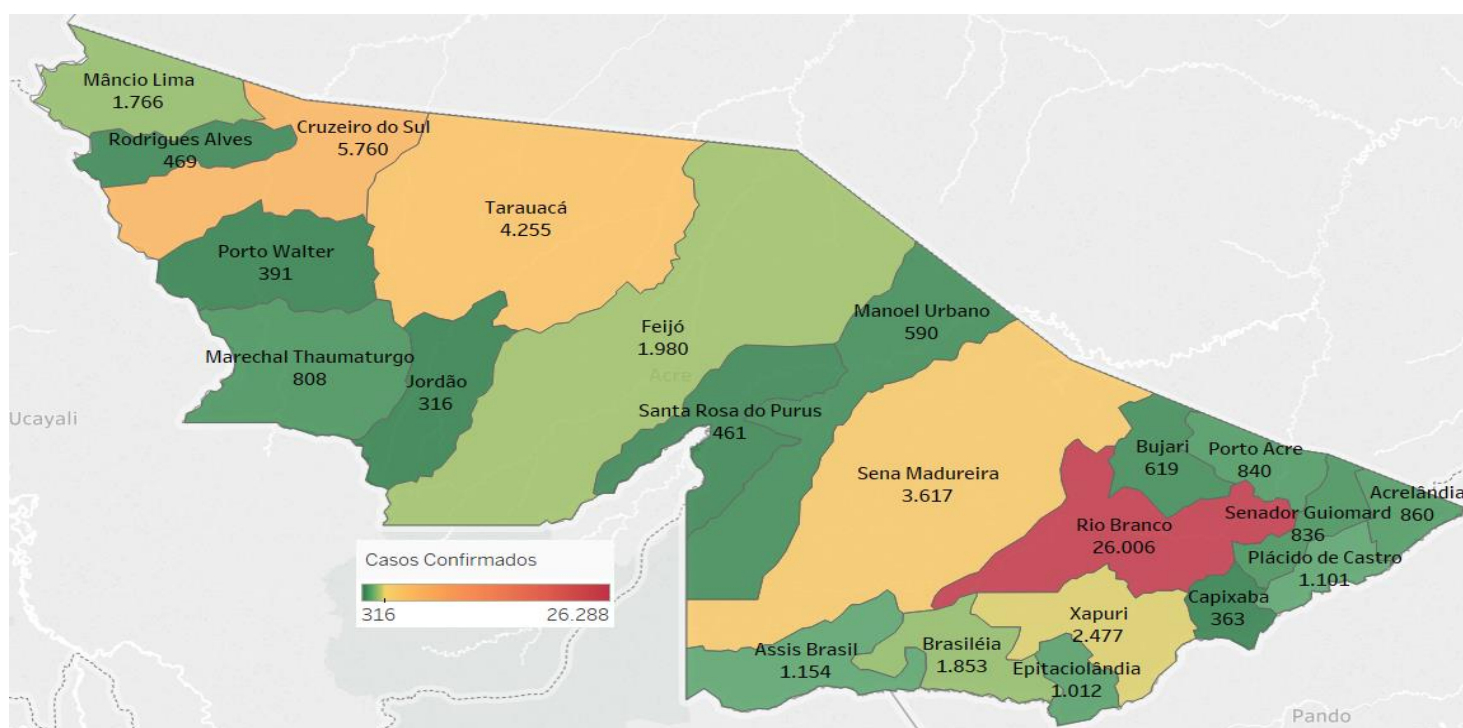 Mâncio Lima
1.766
Rodrigues Alves
469
Cruzeiro do Sul
5.760
Tarauacá
4.255
Porto Walter
391
Marechal Thaumaturgo
808
Jordão
316
Feijó
1.980
Acre
Manoel Urbano
590
Santa Rosa do Purus
461
Ucayali
Sena Madureira
3.617
Bujari
619
Porto Acre
840
Acrelândia
860
Senador Guiomard
836
Rio Branco
26.006
Plácido de Castro
1.101
Capixaba
363
Xapuri
2.477
Assis Brasil
1.154
Brasiléia
1.853
Epitaciolândia
1.012
Pando
Casos Confirmados
316
26.288